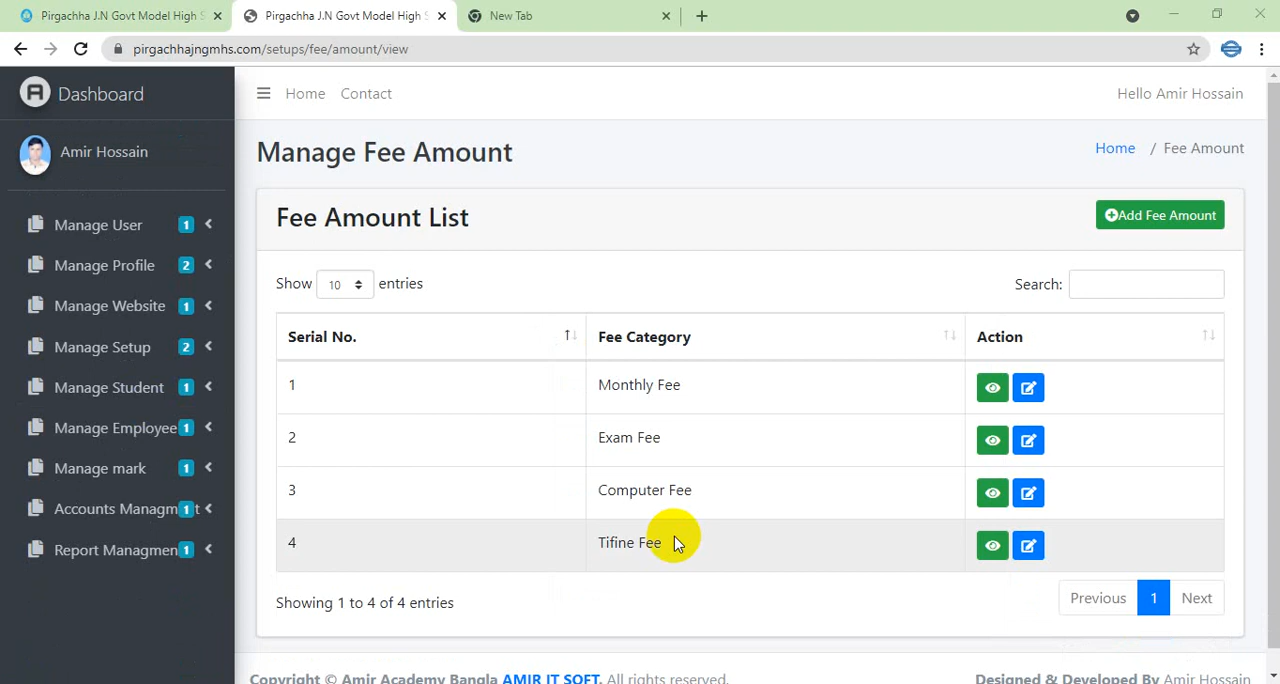 Pirgachha J.N Govt Model High S
Pirgachha J.N Govt Model High S
New Tab
pirgachhajngmhs.com/setups/fee/amount/view
Dashboard
Home
Contact
Hello Amir Hossain
Amir Hossain
Manage User 1
Manage Profile 2
Manage Website 1
Manage Setup 2
Manage Student 1
Manage Employee 1
Manage mark 1
Accounts Managm t 1
Report Managmen 1
Manage Fee Amount
Home / Fee Amount
Fee Amount List
Add Fee Amount
Show 10 entries
Search:
Serial No. Fee Category Action
1 Monthly Fee
2 Exam Fee
3 Computer Fee
4 Tifine Fee
Showing 1 to 4 of 4 entries
Previous 1 Next
Copyright © Amir Academy Bangla AMIR IT SOFT. All rights reserved.
Designed & Developed By Amir Hossain